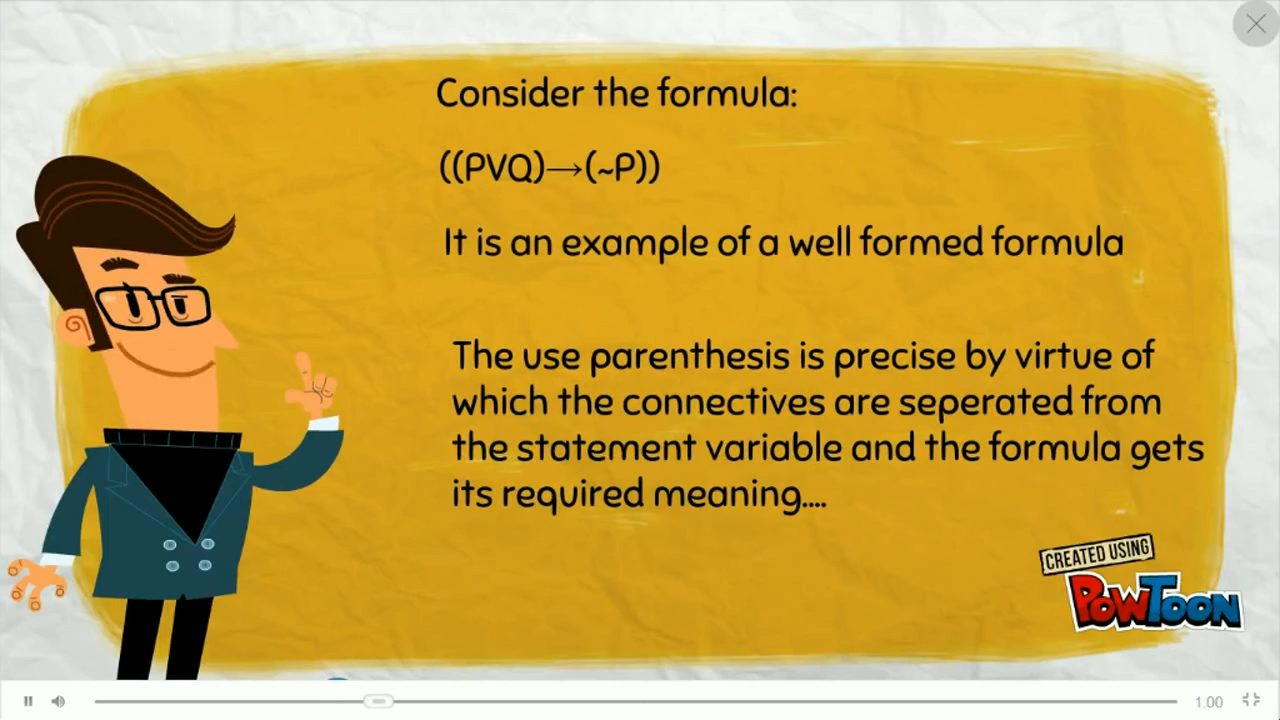 Consider the formula:
((PVQ)→(~P))
It is an example of a well formed formula
The use parenthesis is precise by virtue of
which the connectives are seperated from
the statement variable and the formula gets
its required meaning....
CREATED USING
POWTOON
1:00